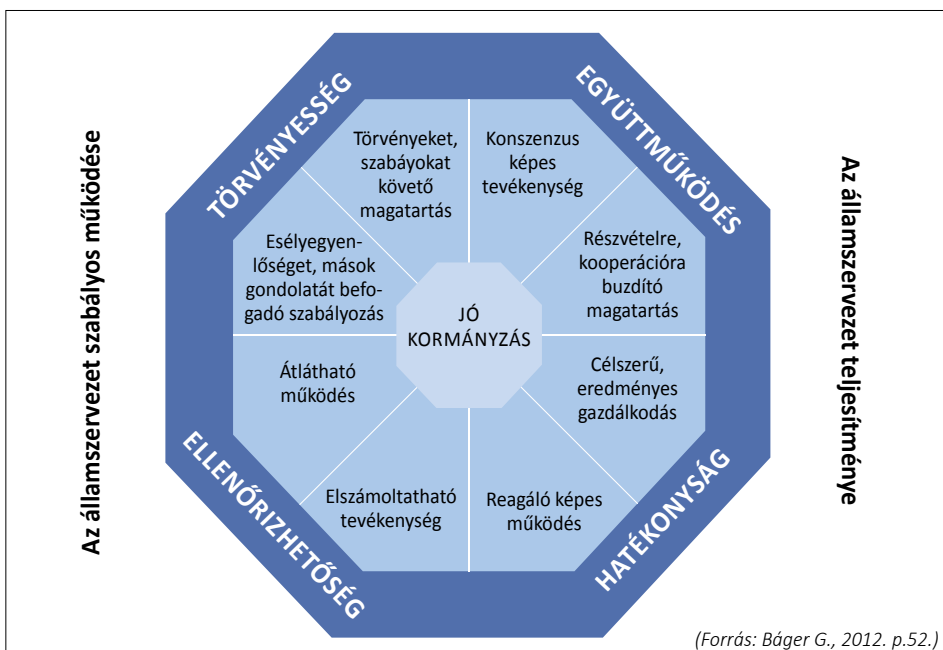 Az államszervezet szabályos működése
TÖRVÉNYESSÉG
EGYÜTTMŰKÖDÉS
Törvényeket,
szabáyokat
követő
magatartás
Konszenzus
képes
tevékenység
Esélyegyen-
lőséget, mások
gondolatát befo-
gadó szabályozás
Részvételre,
kooperációra
buzdító
magatartás
JÓ
KORMÁNYZÁS
Átlátható
működés
Célszerű,
eredményes
gazdálkodás
Elszámoltatható
tevékenység
Reagáló képes
működés
ELLENŐRIZHETŐSÉG
HATÉKONYSÁG
Az államszervezet teljesítménye
(Forrás: Báger G., 2012. p.52.)